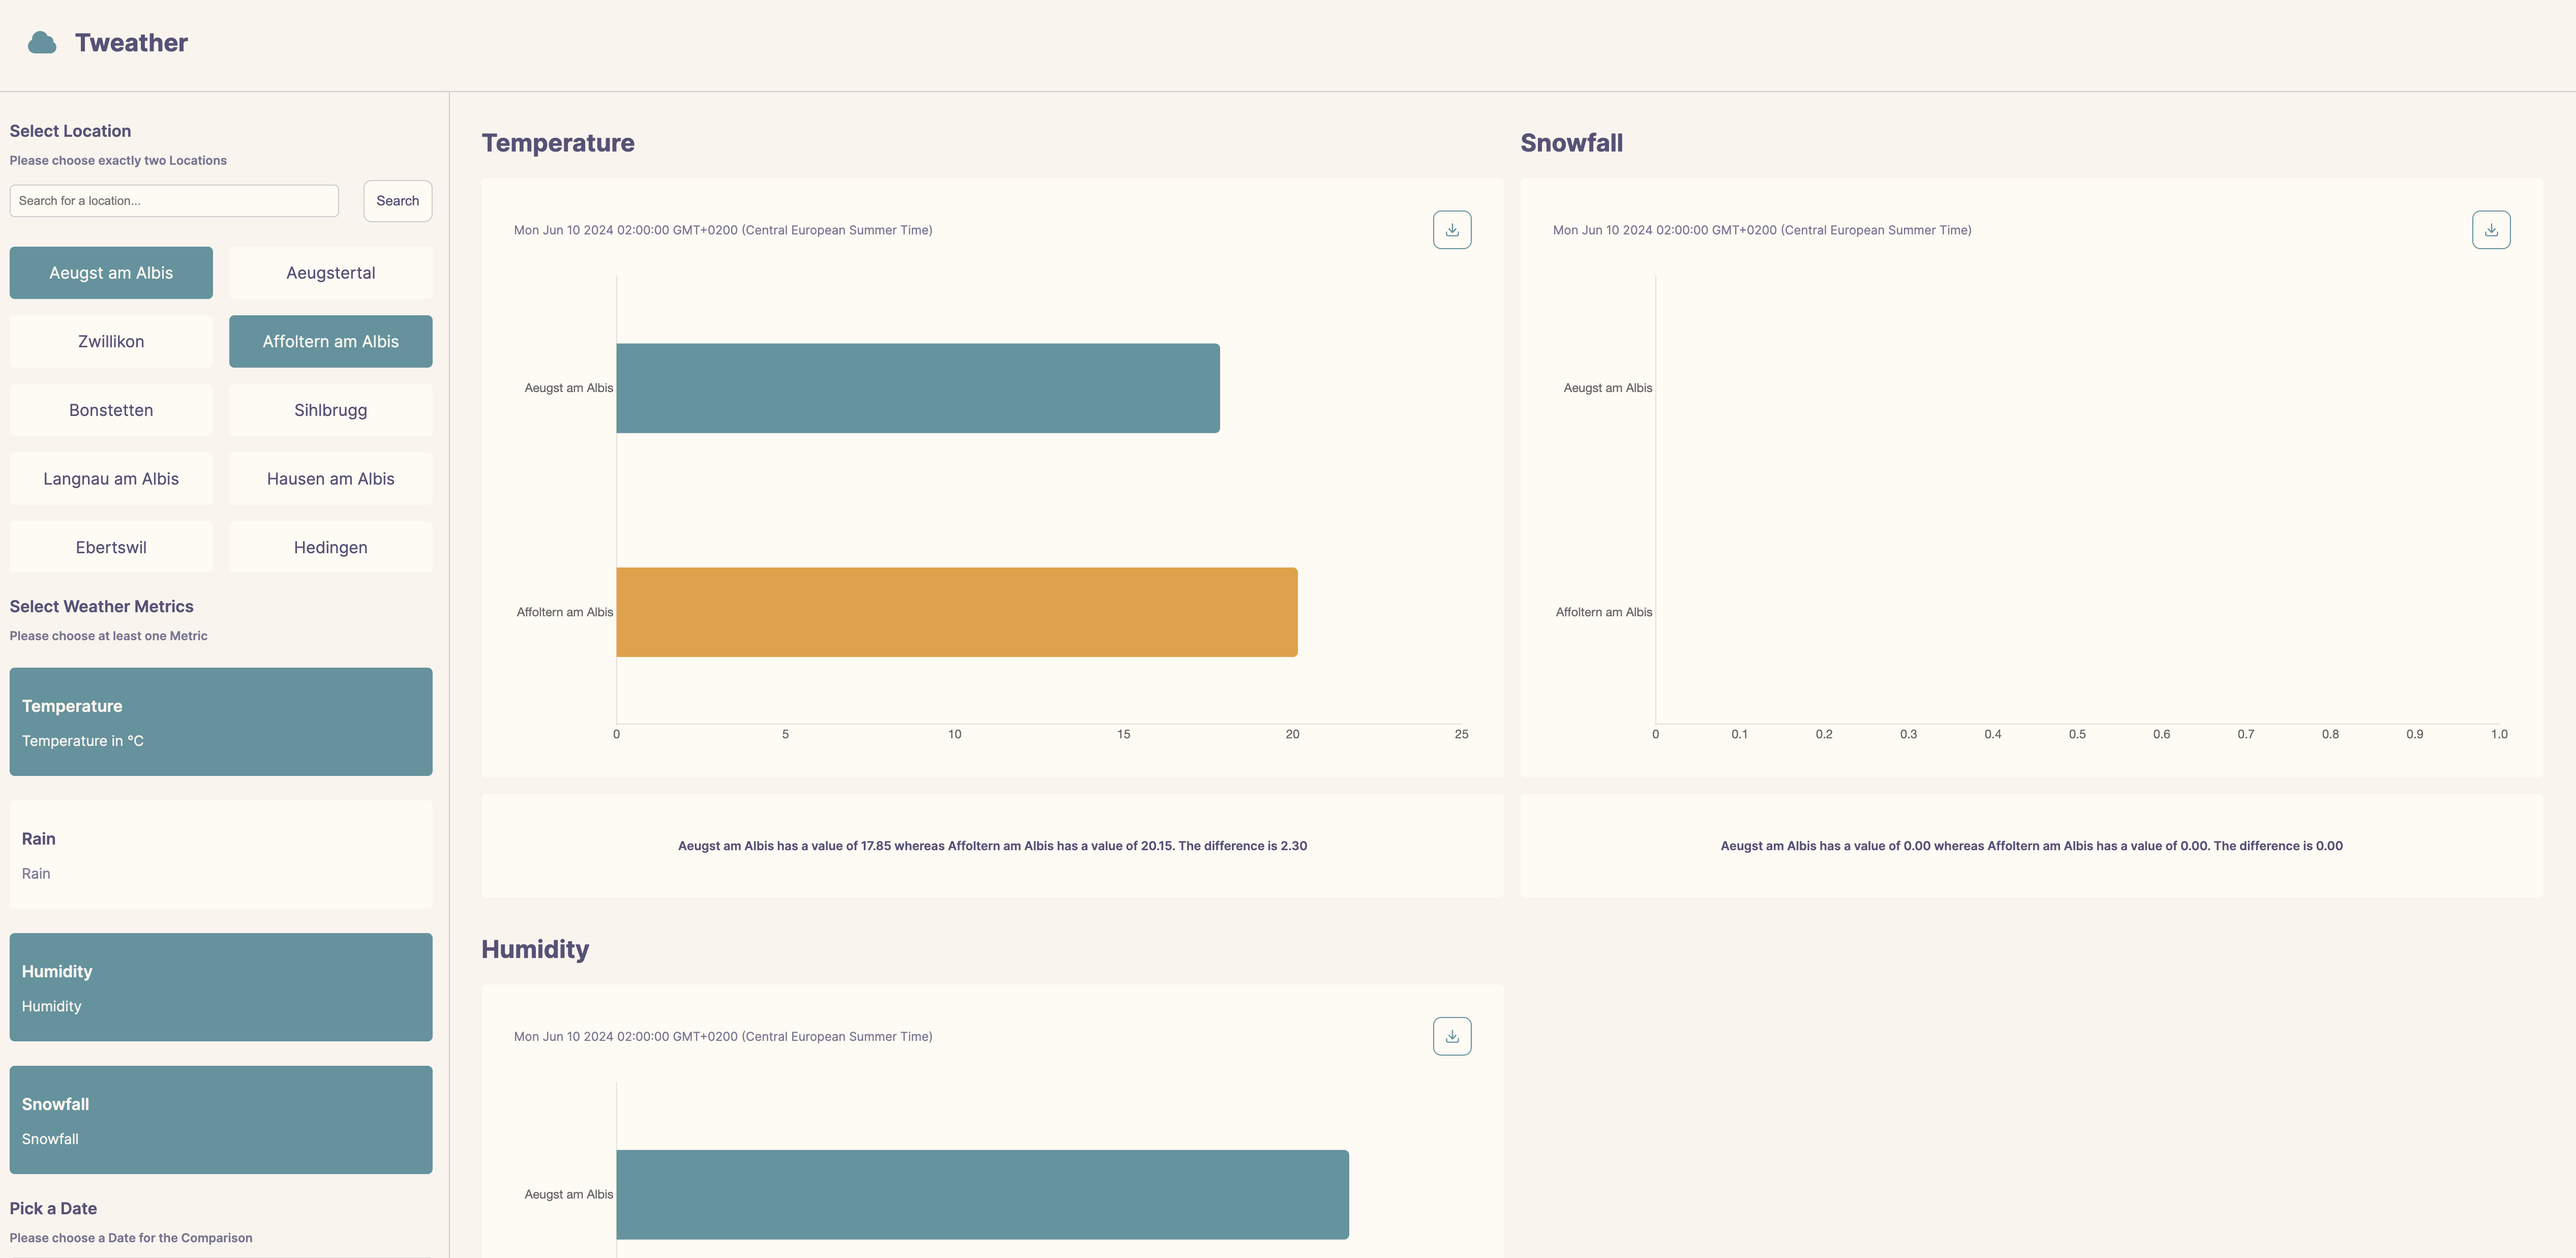 Tweather
Select Location
Please choose exactly two Locations
Search for a location...
Search
Aeugst am Albis
Aeugstertal
Zwillikon
Affoltern am Albis
Bonstetten
Sihlbrugg
Langnau am Albis
Hausen am Albis
Ebertswil
Hedingen
Select Weather Metrics
Please choose at least one Metric
Temperature
Temperature in °C
Rain
Rain
Humidity
Humidity
Snowfall
Snowfall
Pick a Date
Please choose a Date for the Comparison
Temperature
Mon Jun 10 2024 02:00:00 GMT+0200 (Central European Summer Time)
Aeugst am Albis
Affoltern am Albis
0 5 10 15 20 25
Aeugst am Albis has a value of 17.85 whereas Affoltern am Albis has a value of 20.15. The difference is 2.30
Snowfall
Mon Jun 10 2024 02:00:00 GMT+0200 (Central European Summer Time)
Aeugst am Albis
Affoltern am Albis
0 0.1 0.2 0.3 0.4 0.5 0.6 0.7 0.8 0.9 1.0
Aeugst am Albis has a value of 0.00 whereas Affoltern am Albis has a value of 0.00. The difference is 0.00
Humidity
Mon Jun 10 2024 02:00:00 GMT+0200 (Central European Summer Time)
Aeugst am Albis